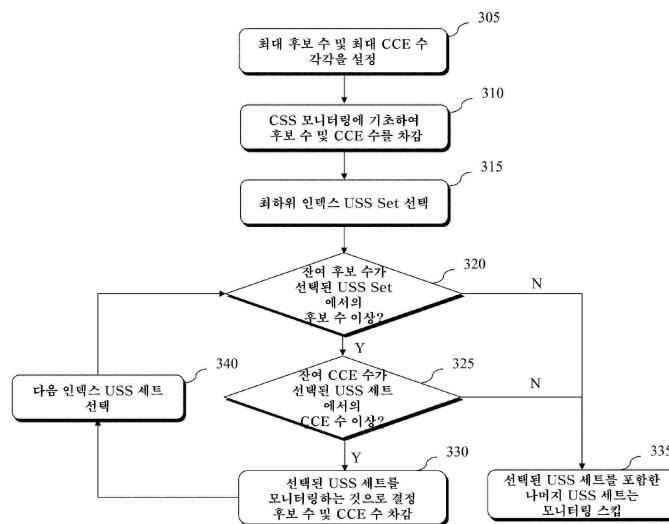 305
최대 후보 수 및 최대 CCE 수
각각을 설정
310
CSS 모니터링에 기초하여
후보 수 및 CCE 수를 차감
315
최하위 인덱스 USS Set 선택
320
잔여 후보 수가
선택된 USS Set
에서의
후보 수 이상?
N
Y
325
잔여 CCE 수가
선택된 USS 세트
에서의
CCE 수 이상?
N
Y
340
다음 인덱스 USS 세트
선택
330
선택된 USS 세트를
모니터링하는 것으로 결정
후보 수 및 CCE 수 차감
335
선택된 USS 세트를 포함한
나머지 USS 세트는
모니터링 스킵